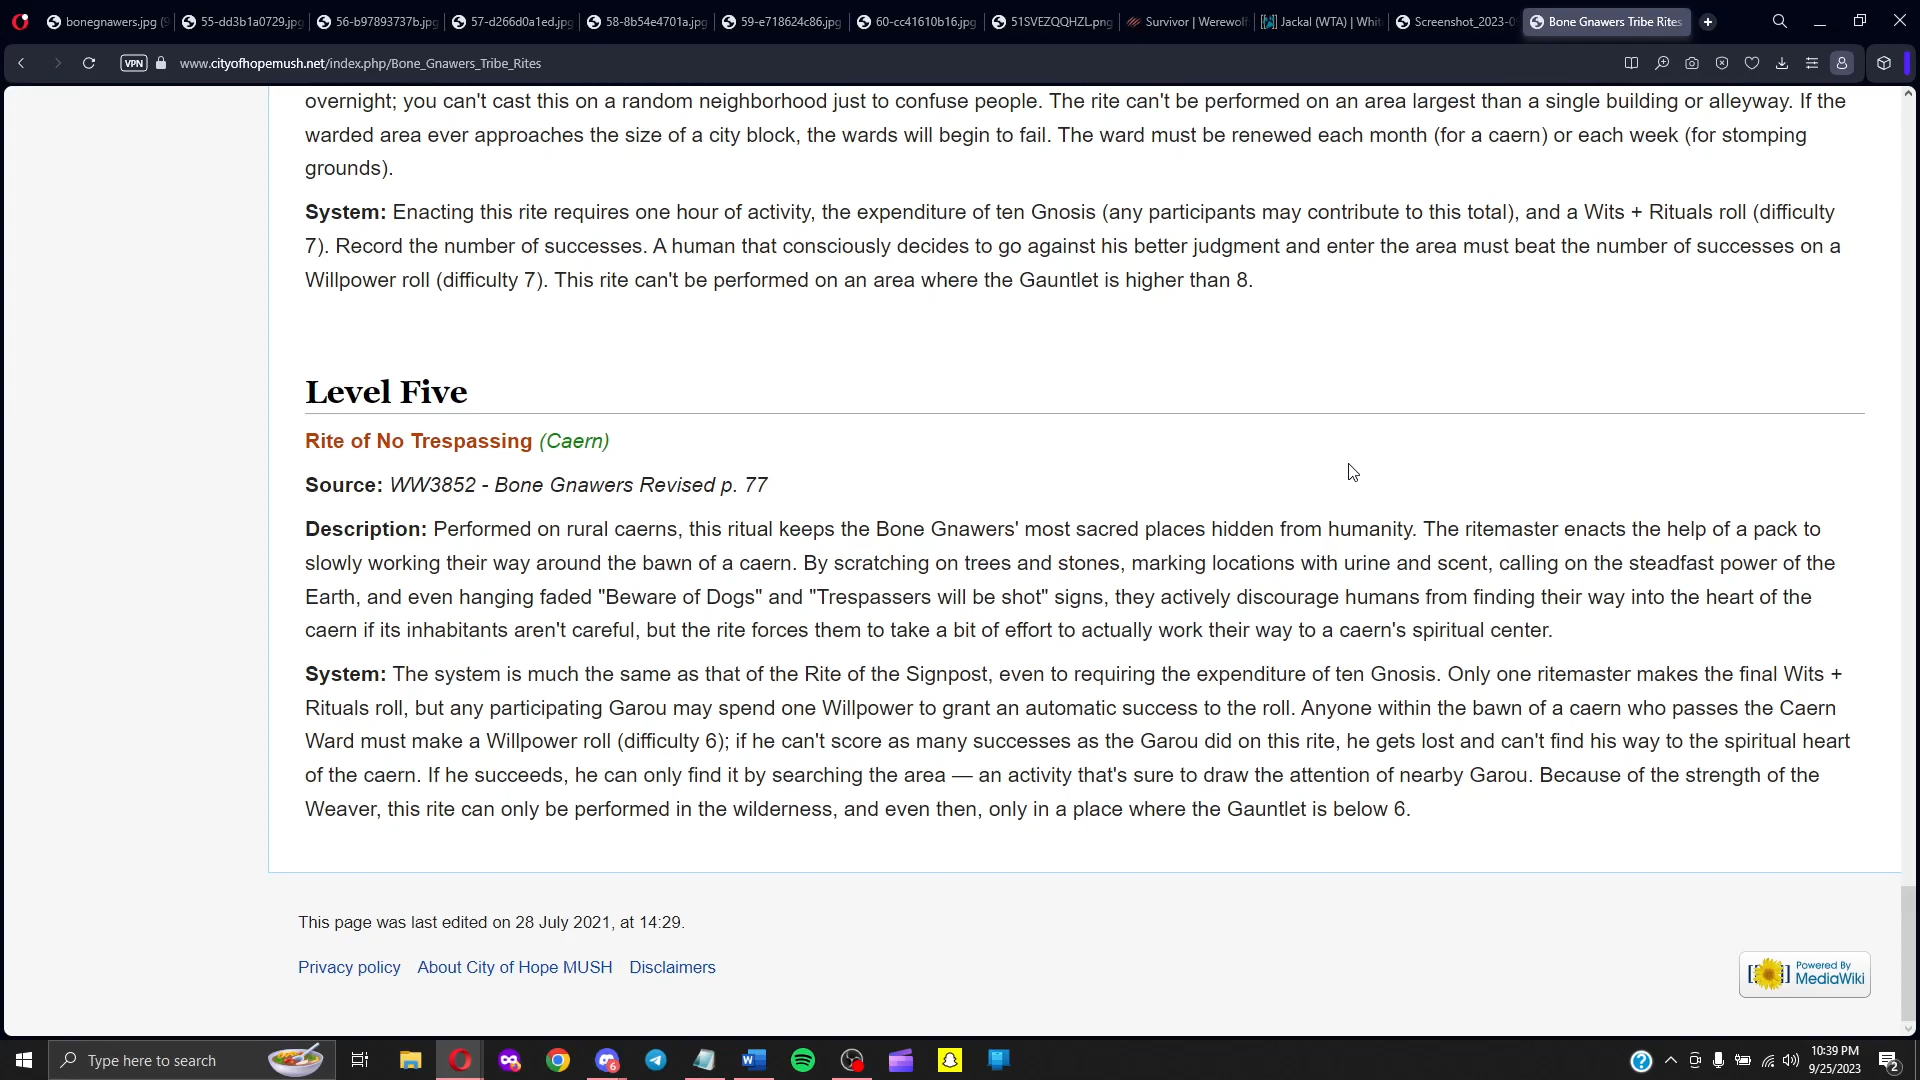 bonegnawers.jpg (9
55-dd3b1a0729.jpg
56-b97893737b.jpg
57-d266d0a1ed.jpg
58-8b54e4701a.jpg
59-e718624c86.jpg
60-cc41610b16.jpg
51SVEZQQHZL.png
Survivor | Werewolf
Jackal (WTA) | Whit
Screenshot_2023-09
Bone Gnawers Tribe Rites
VPN
www.cityofhopemush.net/index.php/Bone_Gnawers_Tribe_Rites
overnight; you can't cast this on a random neighborhood just to confuse people. The rite can't be performed on an area largest than a single building or alleyway. If the
warded area ever approaches the size of a city block, the wards will begin to fail. The ward must be renewed each month (for a caern) or each week (for stomping
grounds).
System: Enacting this rite requires one hour of activity, the expenditure of ten Gnosis (any participants may contribute to this total), and a Wits + Rituals roll (difficulty
7). Record the number of successes. A human that consciously decides to go against his better judgment and enter the area must beat the number of successes on a
Willpower roll (difficulty 7). This rite can't be performed on an area where the Gauntlet is higher than 8.
Level Five
Rite of No Trespassing (Caern)
Source: WW3852 - Bone Gnawers Revised p. 77
Description: Performed on rural caerns, this ritual keeps the Bone Gnawers' most sacred places hidden from humanity. The ritemaster enacts the help of a pack to
slowly working their way around the bawn of a caern. By scratching on trees and stones, marking locations with urine and scent, calling on the steadfast power of the
Earth, and even hanging faded "Beware of Dogs" and "Trespassers will be shot" signs, they actively discourage humans from finding their way into the heart of the
caern if its inhabitants aren't careful, but the rite forces them to take a bit of effort to actually work their way to a caern's spiritual center.
System: The system is much the same as that of the Rite of the Signpost, even to requiring the expenditure of ten Gnosis. Only one ritemaster makes the final Wits +
Rituals roll, but any participating Garou may spend one Willpower to grant an automatic success to the roll. Anyone within the bawn of a caern who passes the Caern
Ward must make a Willpower roll (difficulty 6); if he can't score as many successes as the Garou did on this rite, he gets lost and can't find his way to the spiritual heart
of the caern. If he succeeds, he can only find it by searching the area — an activity that's sure to draw the attention of nearby Garou. Because of the strength of the
Weaver, this rite can only be performed in the wilderness, and even then, only in a place where the Gauntlet is below 6.
This page was last edited on 28 July 2021, at 14:29.
Privacy policy About City of Hope MUSH Disclaimers
Powered By
MediaWiki
Type here to search
6
10:39 PM
9/25/2023
2